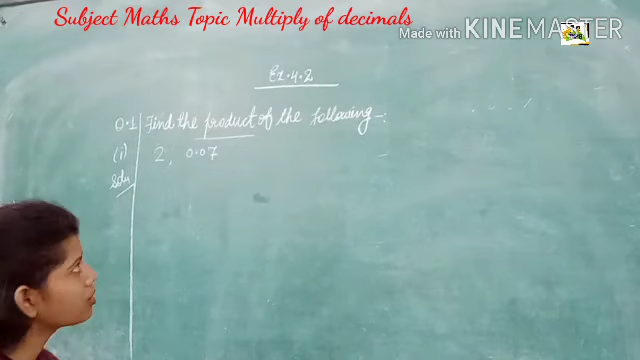 Subject Maths Topic Multiply of decimals
Made with KINEMASTER
Ex.4.2
Q.1 Find the product of the following -:
(i) 2, 0.07
Soln